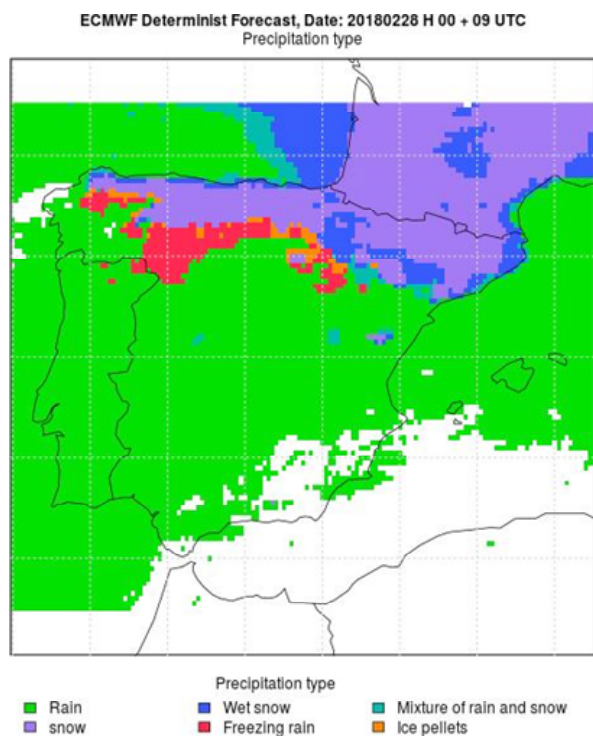 ECMWF Determinist Forecast, Date: 20180228 H 00 + 09 UTC
Precipitation type
Precipitation type
Rain Wet snow Mixture of rain and snow
snow Freezing rain Ice pellets